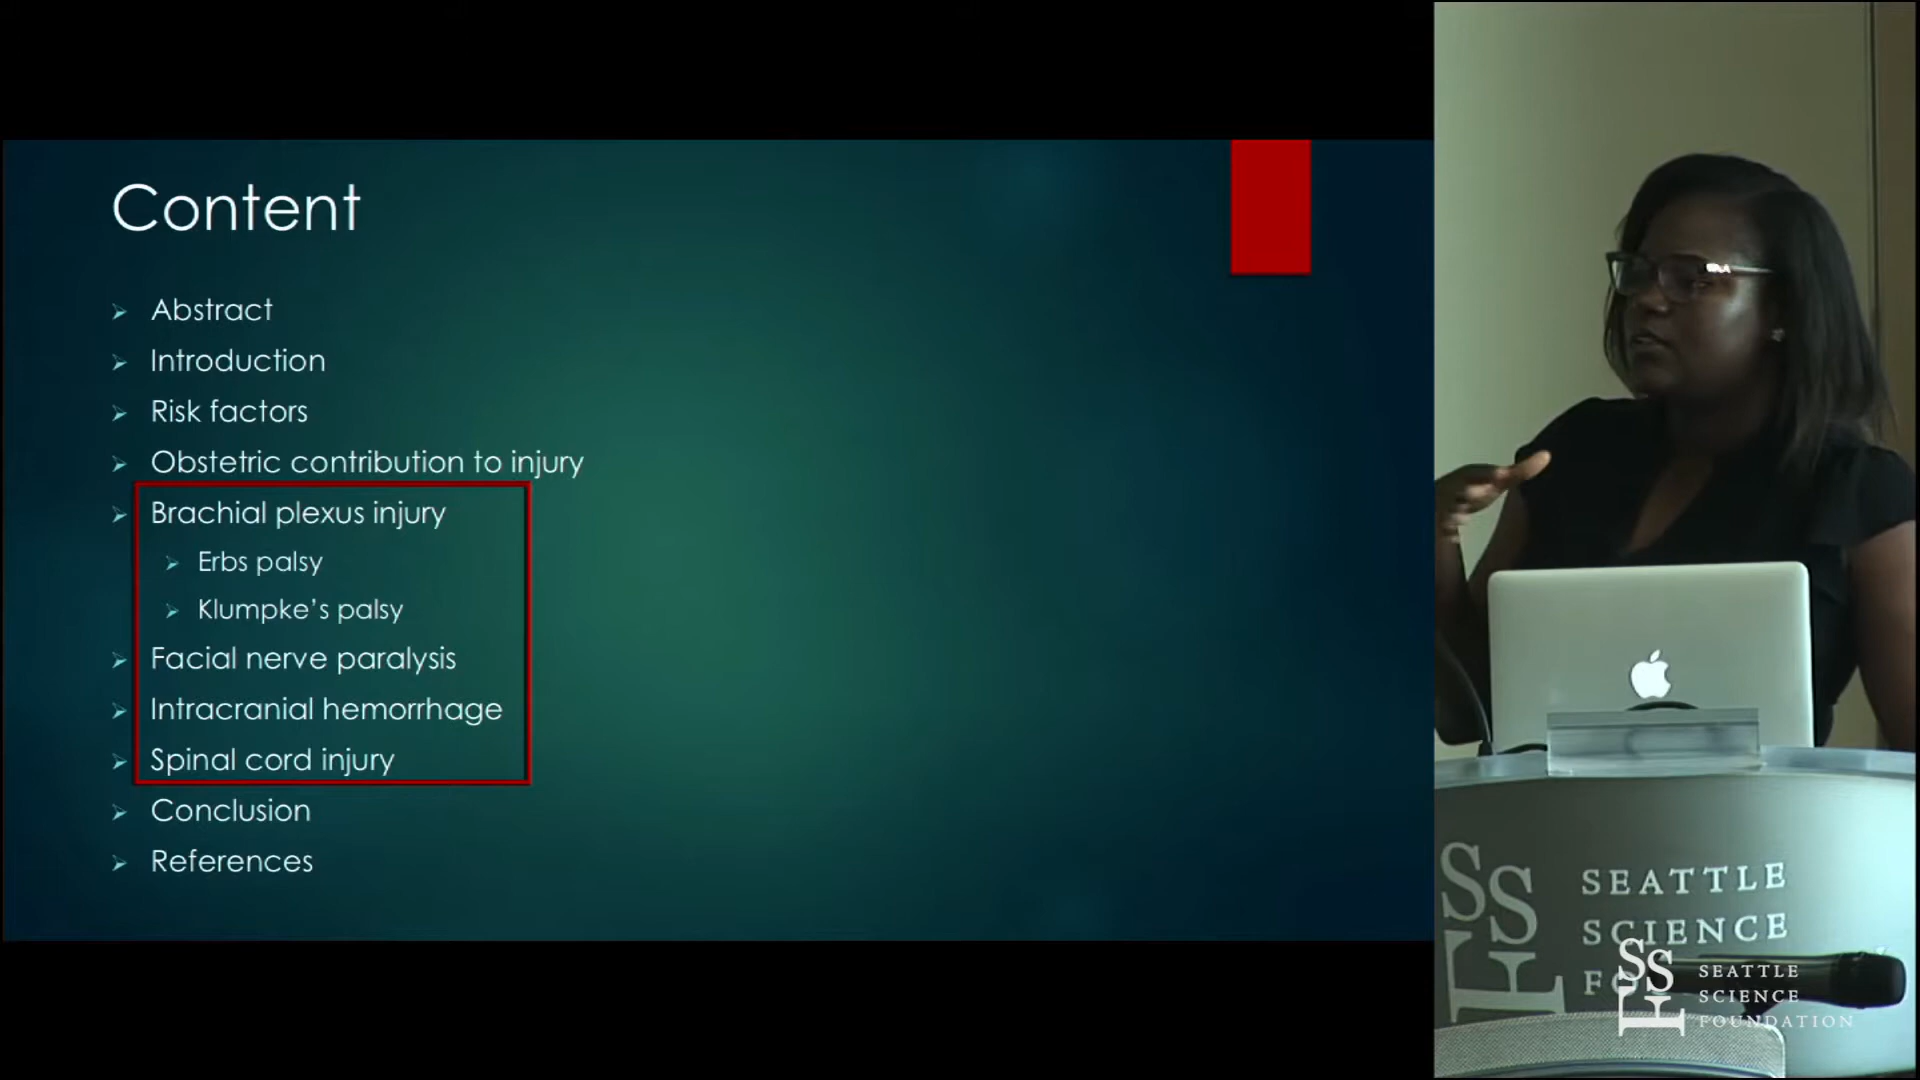 Content
Abstract
Introduction
Risk factors
Obstetric contribution to injury
Brachial plexus injury
Erbs palsy
Klumpke's palsy
Facial nerve paralysis
Intracranial hemorrhage
Spinal cord injury
Conclusion
References
SSF
SEATTLE
SCIENCE
SSF
SEATTLE
SCIENCE
FOUNDATION